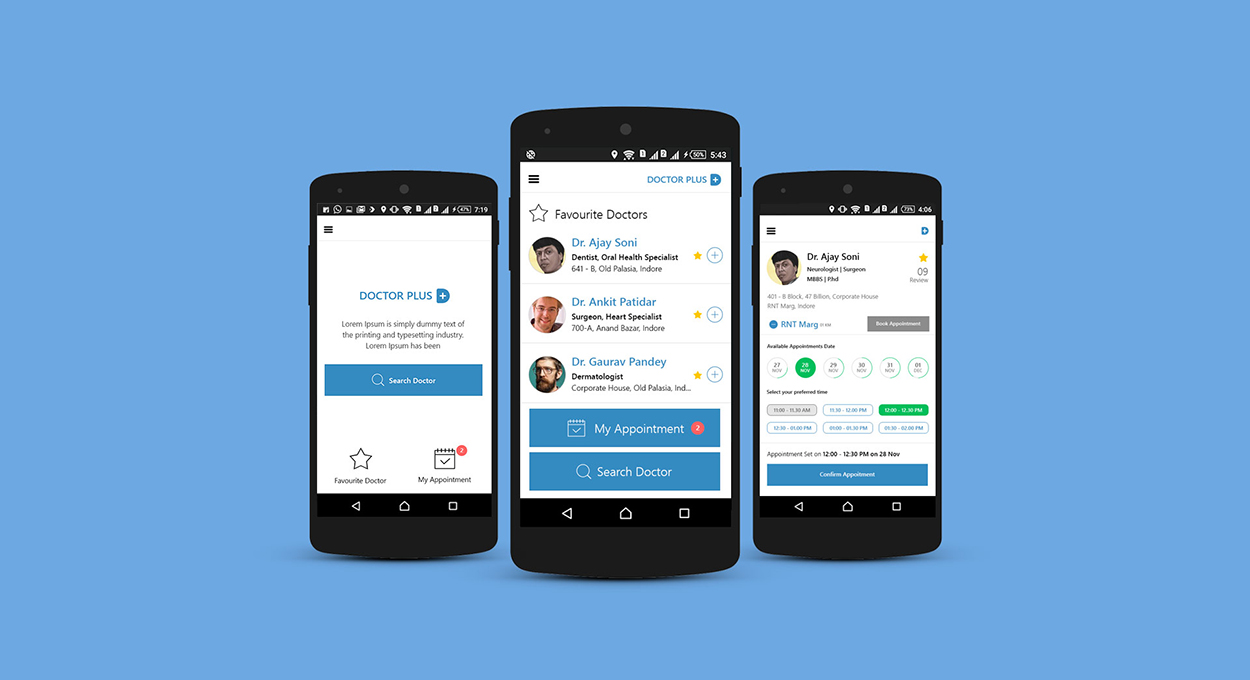 47% 7:19
DOCTOR PLUS
Lorem Ipsum is simply dummy text of
the printing and typesetting industry.
Lorem Ipsum has been
Search Doctor
2
Favourite Doctor
My Appointment
50% 5:43
DOCTOR PLUS
Favourite Doctors
Dr. Ajay Soni
Dentist, Oral Health Specialist
641 - B, Old Palasia, Indore
Dr. Ankit Patidar
Surgeon, Heart Specialist
700-A, Anand Bazar, Indore
Dr. Gaurav Pandey
Dermatologist
Corporate House, Old Palasia, Ind...
My Appointment 2
Search Doctor
73% 4:06
Dr. Ajay Soni
Neurologist | Surgeon
MBBS | P.hd
09
Review
401 - B Block, 47 Billion, Corporate House
RNT Marg, Indore
RNT Marg
Book Appointment
Available Appointments Date
27 NOV 28 NOV 29 NOV 30 NOV 31 NOV 01 DEC
Select your preferred time
11:00 - 11.30 AM 11:30 - 12.00 PM 12:00 - 12.30 PM
12:30 - 01:00 PM 01:00 - 01:30 PM 01:30 - 02:00 PM
Appointment Set on 12:00 - 12:30 PM on 28 Nov
Confirm Appoitment